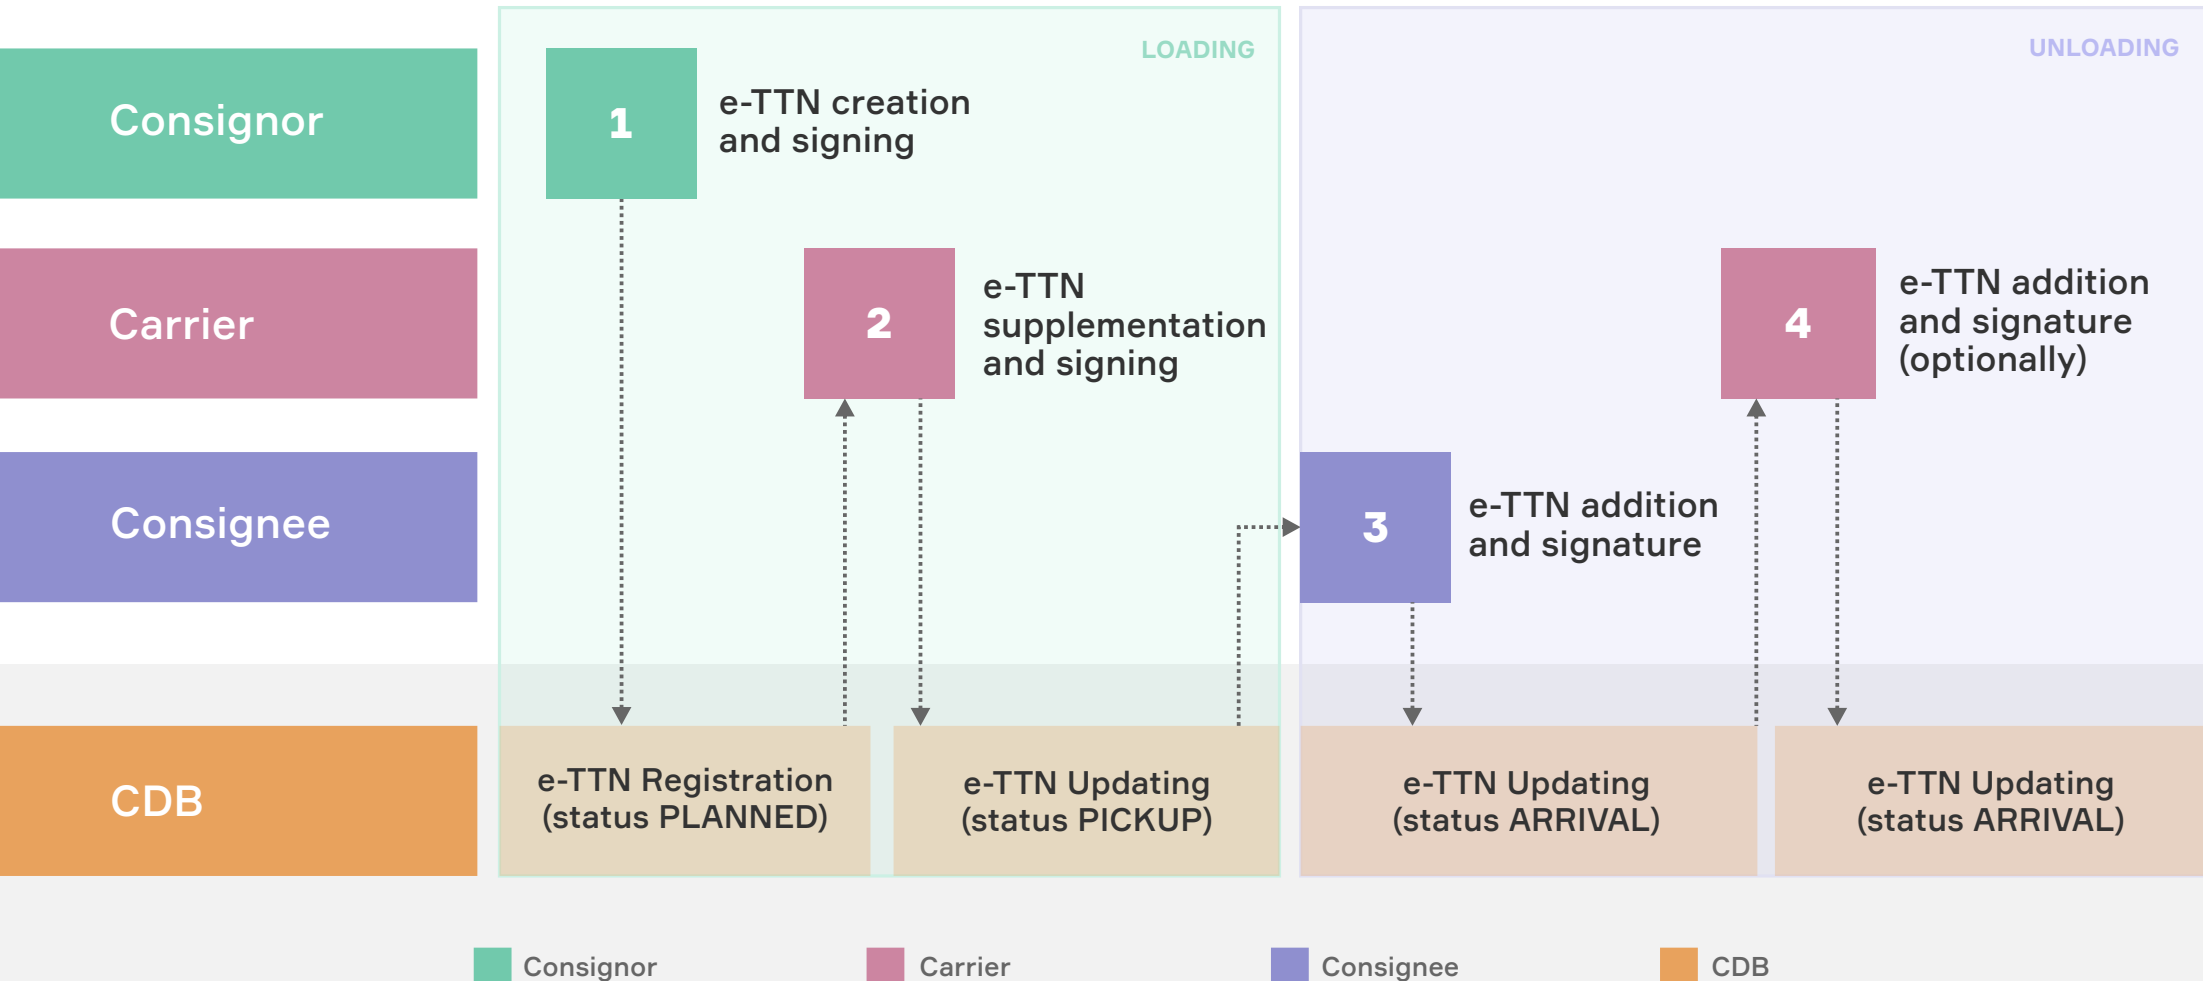 LOADING
UNLOADING
Consignor
1
e-TTN creation
and signing
Carrier
2
e-TTN
supplementation
and signing
4
e-TTN addition
and signature
(optionally)
Consignee
3
e-TTN addition
and signature
CDB
e-TTN Registration
(status PLANNED)
e-TTN Updating
(status PICKUP)
e-TTN Updating
(status ARRIVAL)
e-TTN Updating
(status ARRIVAL)
Consignor
Carrier
Consignee
CDB